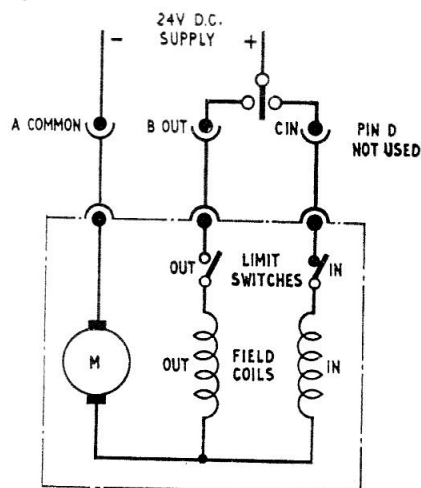 24V D.C.
SUPPLY
- +
A COMMON
B OUT
C IN
PIN D
NOT USED
OUT
LIMIT
SWITCHES
IN
M
OUT
FIELD
COILS
IN